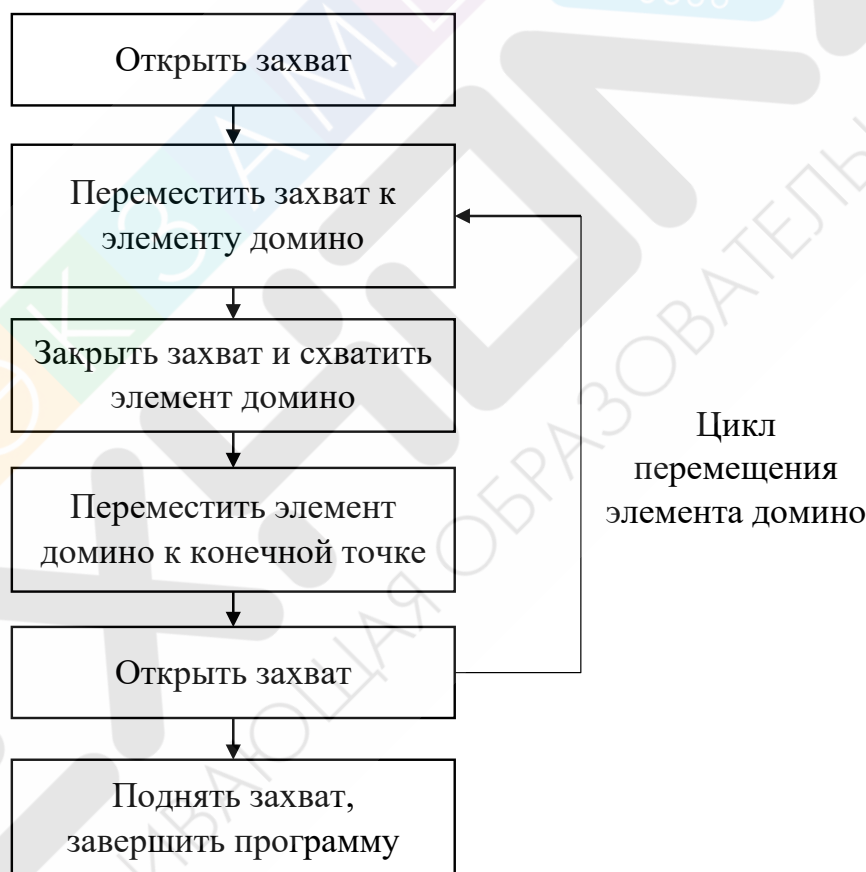 Открыть захват
Переместить захват к
элементу домино
Закрыть захват и схватить
элемент домино
Переместить элемент
домино к конечной точке
Открыть захват
Поднять захват,
завершить программу
Цикл
перемещения
элемента домино